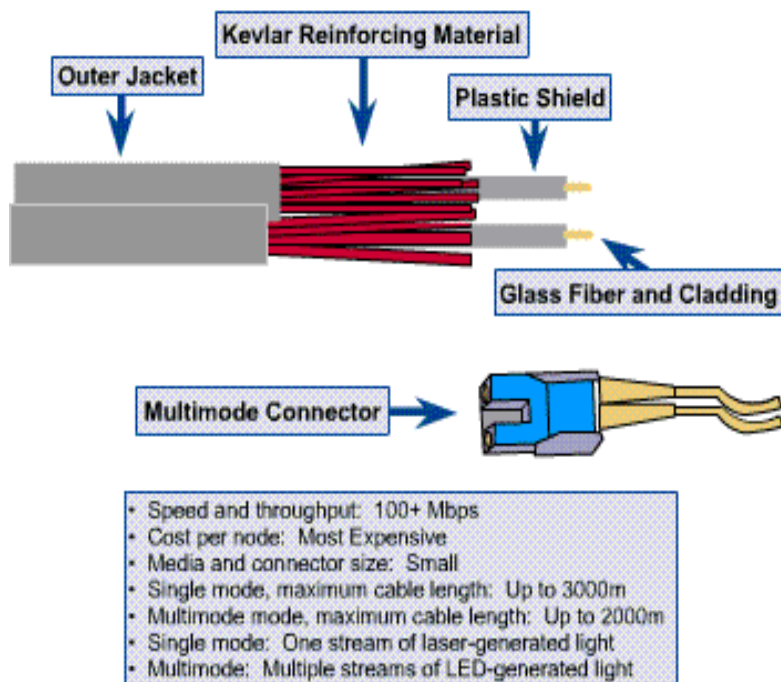 Kevlar Reinforcing Material
Outer Jacket
Plastic Shield
Glass Fiber and Cladding
Multimode Connector
• Speed and throughput: 100+ Mbps
• Cost per node: Most Expensive
• Media and connector size: Small
• Single mode, maximum cable length: Up to 3000m
• Multimode mode, maximum cable length: Up to 2000m
• Single mode: One stream of laser-generated light
• Multimode: Multiple streams of LED-generated light